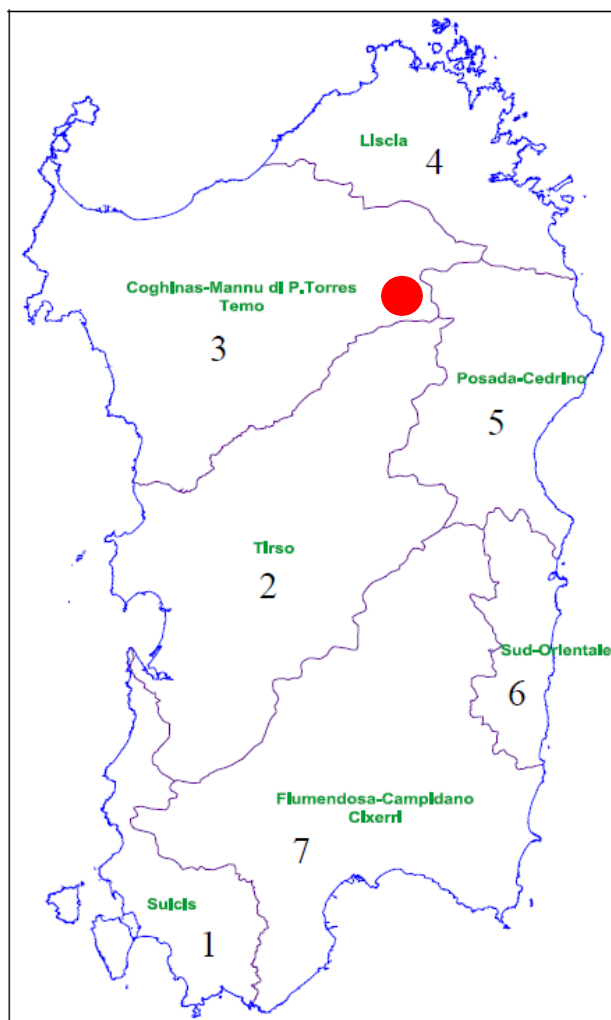 Liscia
4
Coghinas-Mannu di P.Torres
Temo
3
Posada-Cedrino
5
Tirso
2
Sud-Orientale
6
Flumendosa-Campidano
Cixerri
7
Sulcis
1